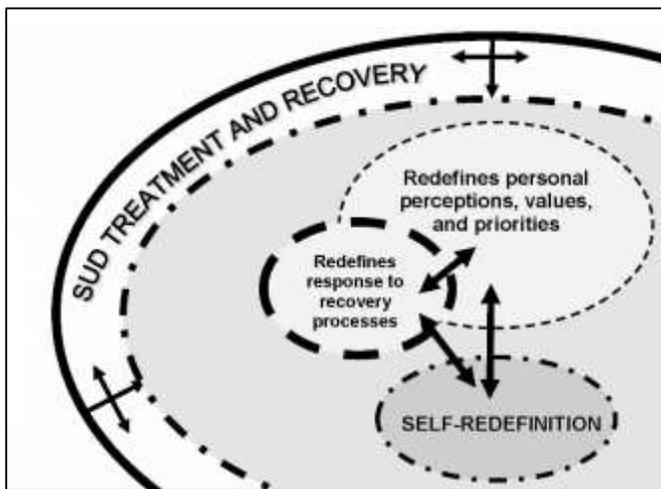 SUD TREATMENT AND RECOVERY
Redefines personal
perceptions, values,
and priorities
Redefines
response to
recovery
processes
SELF-REDEFINITION